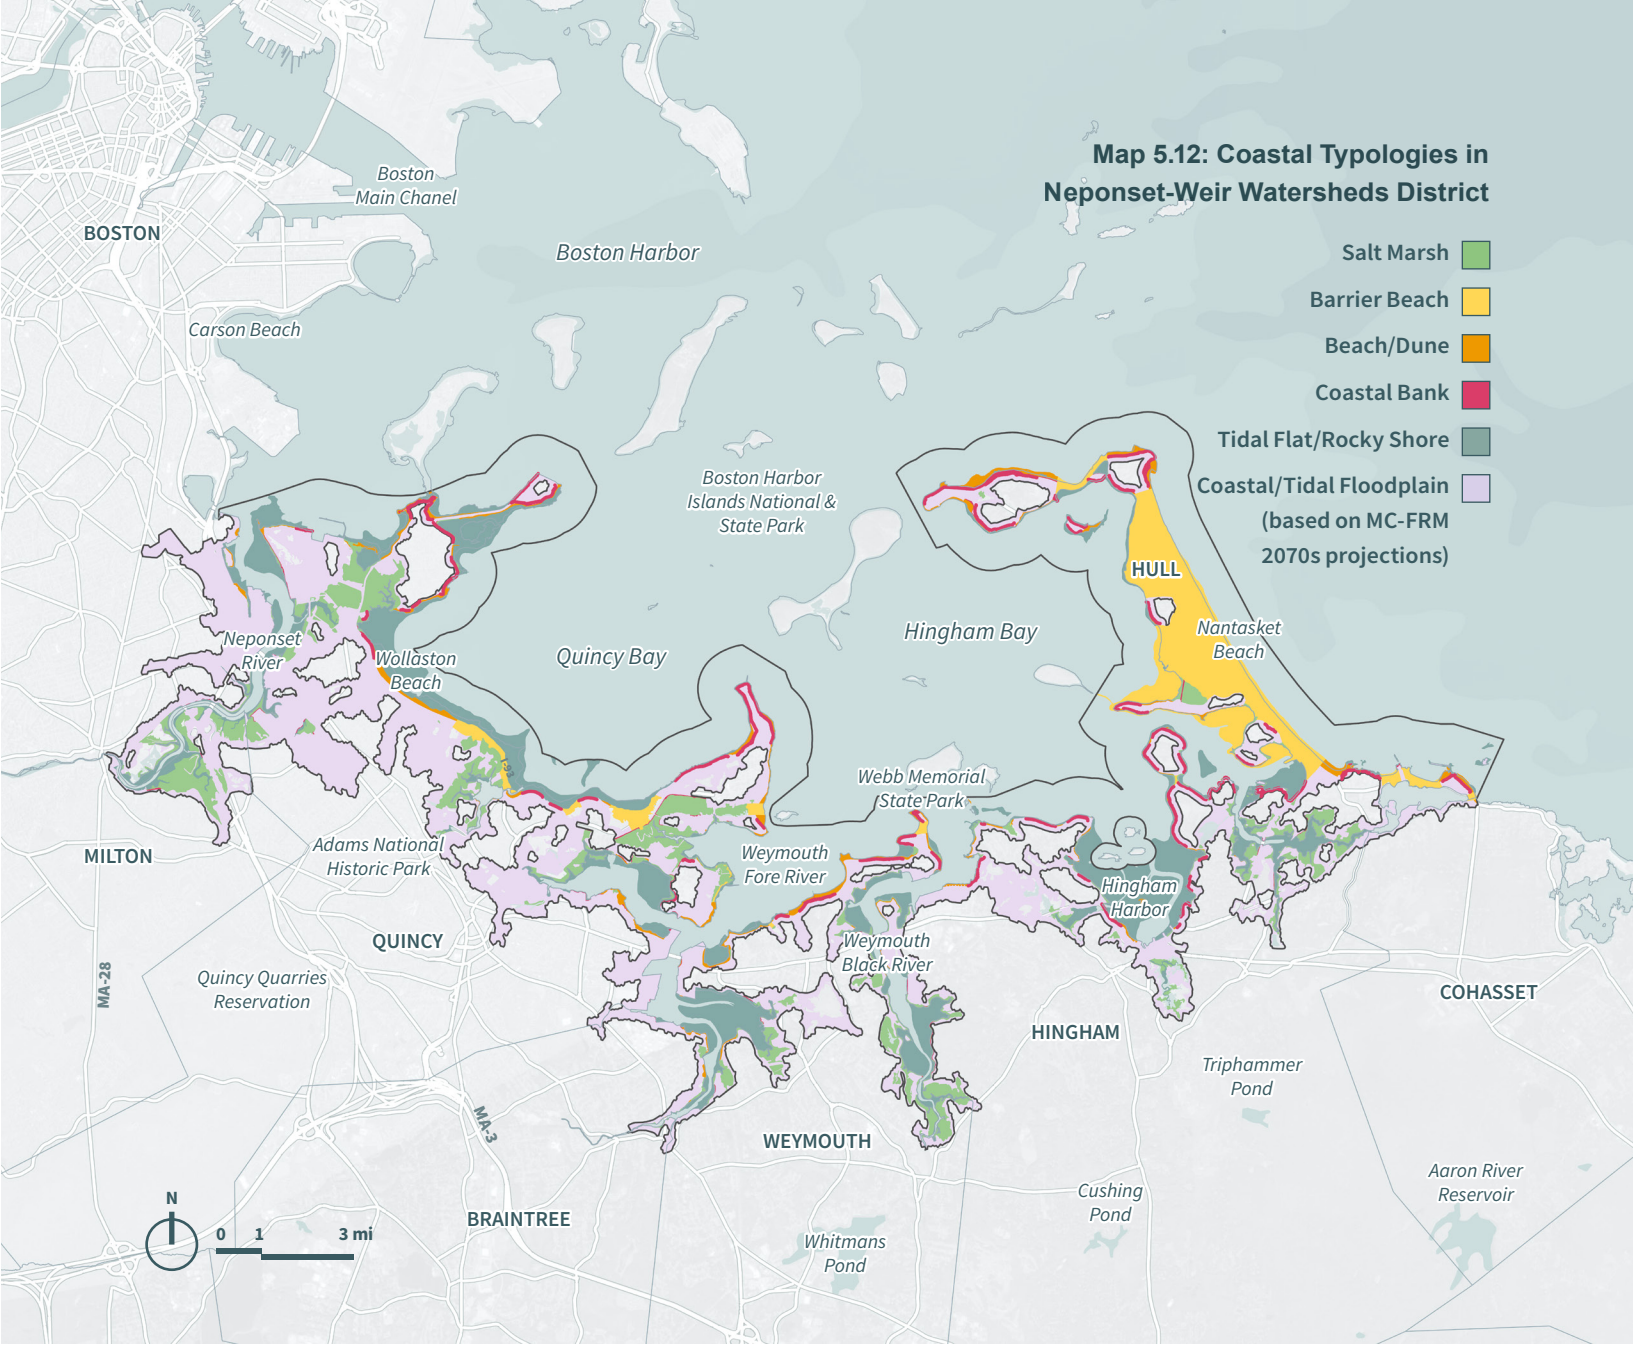 Map 5.12: Coastal Typologies in
Neponset-Weir Watersheds District
Salt Marsh
Barrier Beach
Beach/Dune
Coastal Bank
Tidal Flat/Rocky Shore
Coastal/Tidal Floodplain
(based on MC-FRM
2070s projections)
Boston
Main Chanel
BOSTON
Boston Harbor
Carson Beach
Boston Harbor
Islands National &
State Park
HULL
Nantasket
Beach
Hingham Bay
Quincy Bay
Neponset
River
Wollaston
Beach
I-93
Webb Memorial
State Park
MILTON
Adams National
Historic Park
Weymouth
Fore River
Hingham
Harbor
QUINCY
Weymouth
Black River
Quincy Quarries
Reservation
MA-28
COHASSET
HINGHAM
Triphammer
Pond
MA-3
WEYMOUTH
Aaron River
Reservoir
Cushing
Pond
BRAINTREE
Whitmans
Pond
N
0 1 3 mi